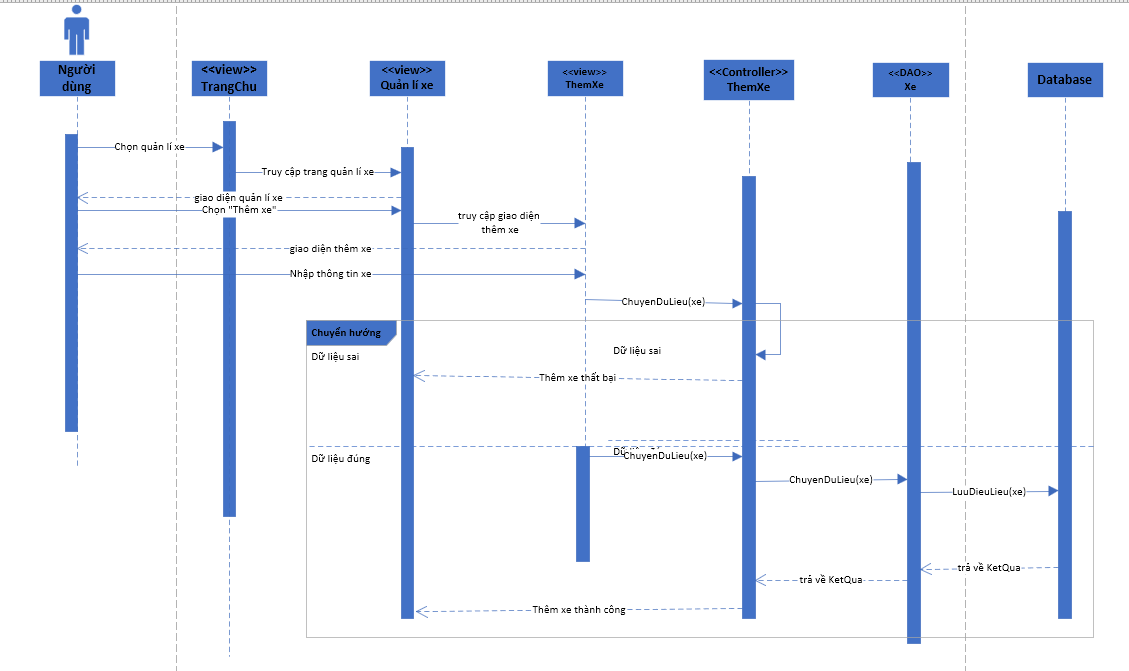 Người
dùng
<<view>>
TrangChu
<<view>>
Quản lí xe
<<view>>
ThemXe
<<Controller>>
ThemXe
<<DAO>>
Xe
Database
Chọn quản lí xe
Truy cập trang quản lí xe
giao diện quản lí xe
Chọn "Thêm xe"
truy cập giao diện
thêm xe
giao diện thêm xe
Nhập thông tin xe
ChuyenDuLieu(xe)
Chuyển hướng
Dữ liệu sai
Dữ liệu sai
Thêm xe thất bại
Dữ liệu đúng
ChuyenDuLieu(xe)
ChuyenDuLieu(xe)
LuuDieuLieu(xe)
trả về KetQua
trả về KetQua
Thêm xe thành công